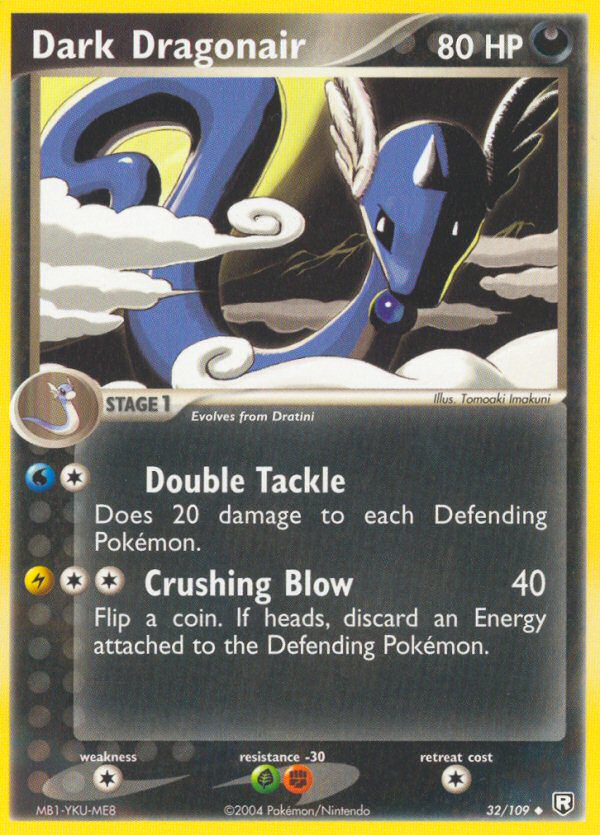 Dark Dragonair 80 HP
Illus. Tomoaki Imakuni
STAGE 1
Evolves from Dratini
Double Tackle
Does 20 damage to each Defending
Pokémon.
Crushing Blow 40
Flip a coin. If heads, discard an Energy
attached to the Defending Pokémon.
weakness resistance -30 retreat cost
MB1-YKU-ME8 ©2004 Pokémon/Nintendo 32/109 ◆ R